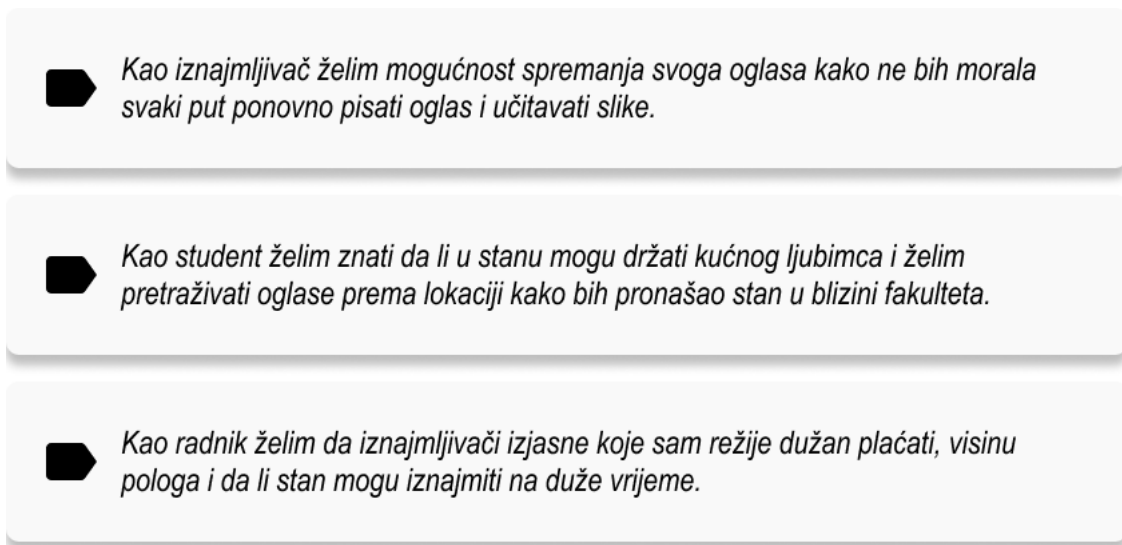 Kao iznajmljivač želim mogućnost spremanja svoga oglasa kako ne bih morala
svaki put ponovno pisati oglas i učitavati slike.
Kao student želim znati da li u stanu mogu držati kućnog ljubimca i želim
pretraživati oglase prema lokaciji kako bih pronašao stan u blizini fakulteta.
Kao radnik želim da iznajmljivači izjasne koje sam režije dužan plaćati, visinu
pologa i da li stan mogu iznajmiti na duže vrijeme.